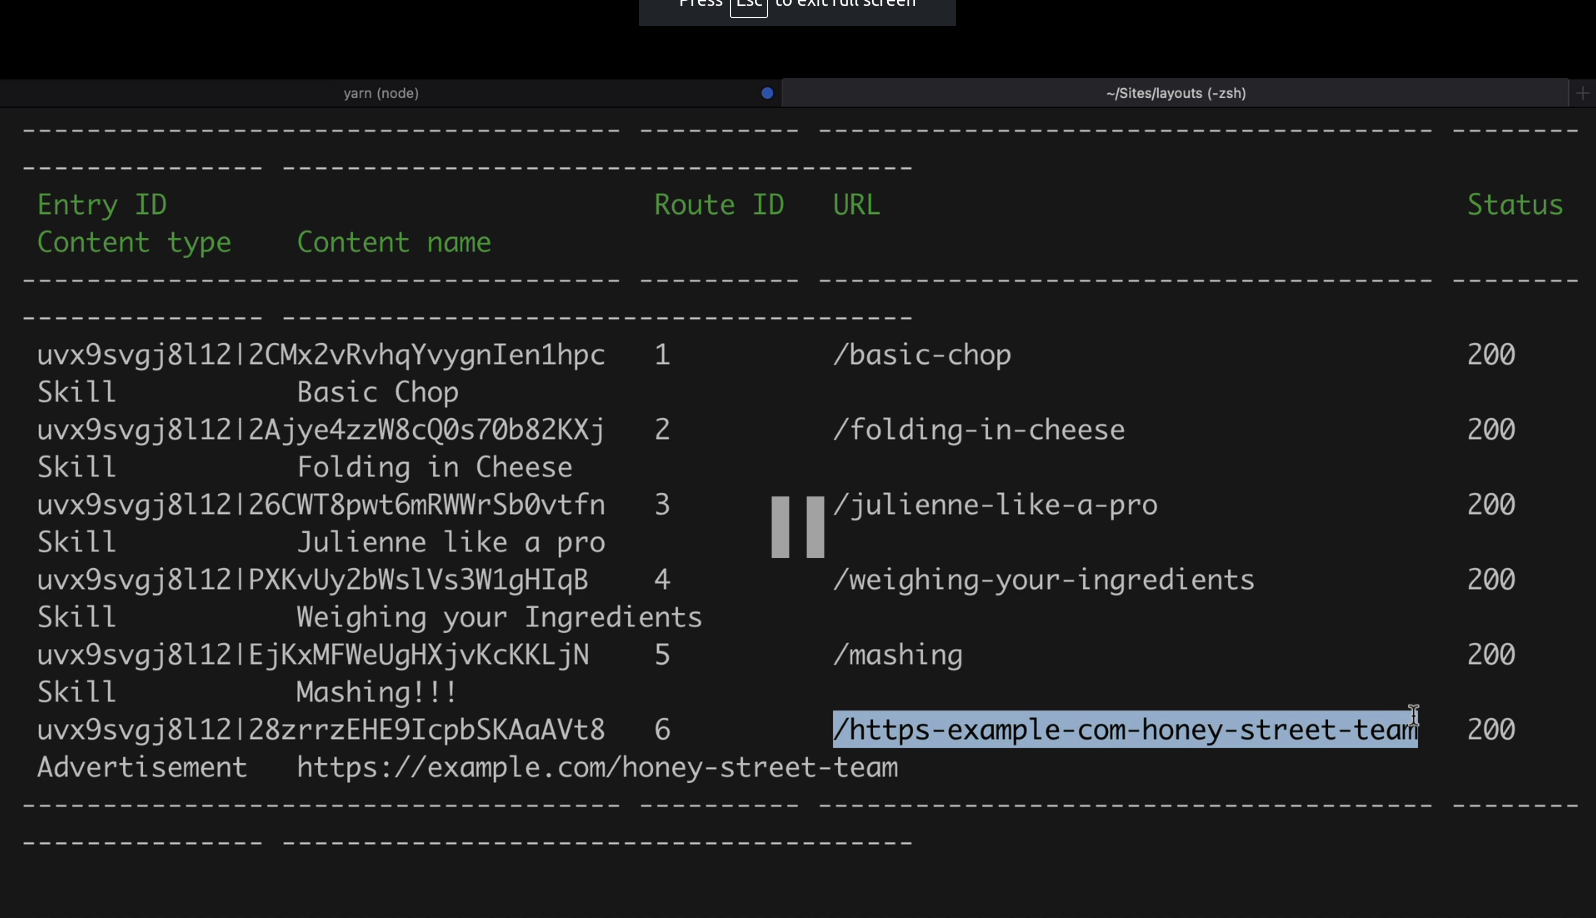 Press Esc to exit full screen
yarn (node)
~/Sites/layouts (-zsh)
------------------------------------- ---------- -------------------------------------- --------
--------------- ---------------------------------------
Entry ID Route ID URL Status
Content type Content name
------------------------------------- ---------- -------------------------------------- --------
--------------- ---------------------------------------
uvx9svgj8l12|2CMx2vRvhqYvygnIen1hpc 1 /basic-chop 200
Skill Basic Chop
uvx9svgj8l12|2Ajye4zzW8cQ0s70b82KXj 2 /folding-in-cheese 200
Skill Folding in Cheese
uvx9svgj8l12|26CWT8pwt6mRWWrSb0vtfn 3 /julienne-like-a-pro 200
Skill Julienne like a pro
uvx9svgj8l12|PXKvUy2bWslVs3W1gHIqB 4 /weighing-your-ingredients 200
Skill Weighing your Ingredients
uvx9svgj8l12|EjKxMFWeUgHXjvKcKKLjN 5 /mashing 200
Skill Mashing!!!
uvx9svgj8l12|28zrrzEHE9IcpbSKAaAVt8 6 /https-example-com-honey-street-team 200
Advertisement https://example.com/honey-street-team
------------------------------------- ---------- -------------------------------------- --------
--------------- ---------------------------------------